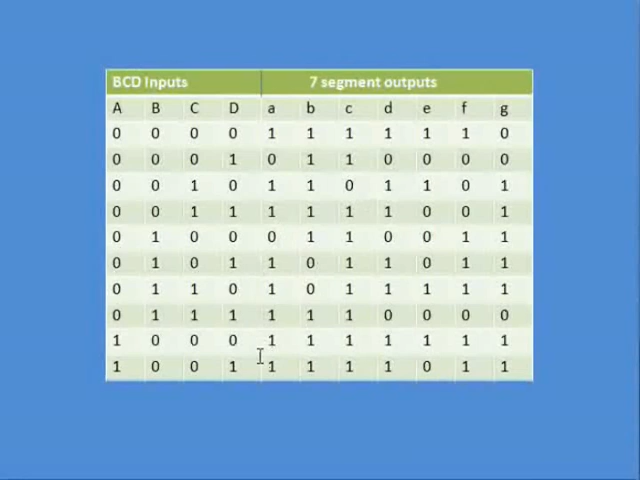 BCD Inputs 7 segment outputs
A B C D a b c d e f g
0 0 0 0 1 1 1 1 1 1 0
0 0 0 1 0 1 1 0 0 0 0
0 0 1 0 1 1 0 1 1 0 1
0 0 1 1 1 1 1 1 0 0 1
0 1 0 0 0 1 1 0 0 1 1
0 1 0 1 1 0 1 1 0 1 1
0 1 1 0 1 0 1 1 1 1 1
0 1 1 1 1 1 1 0 0 0 0
1 0 0 0 1 1 1 1 1 1 1
1 0 0 1 1 1 1 1 0 1 1